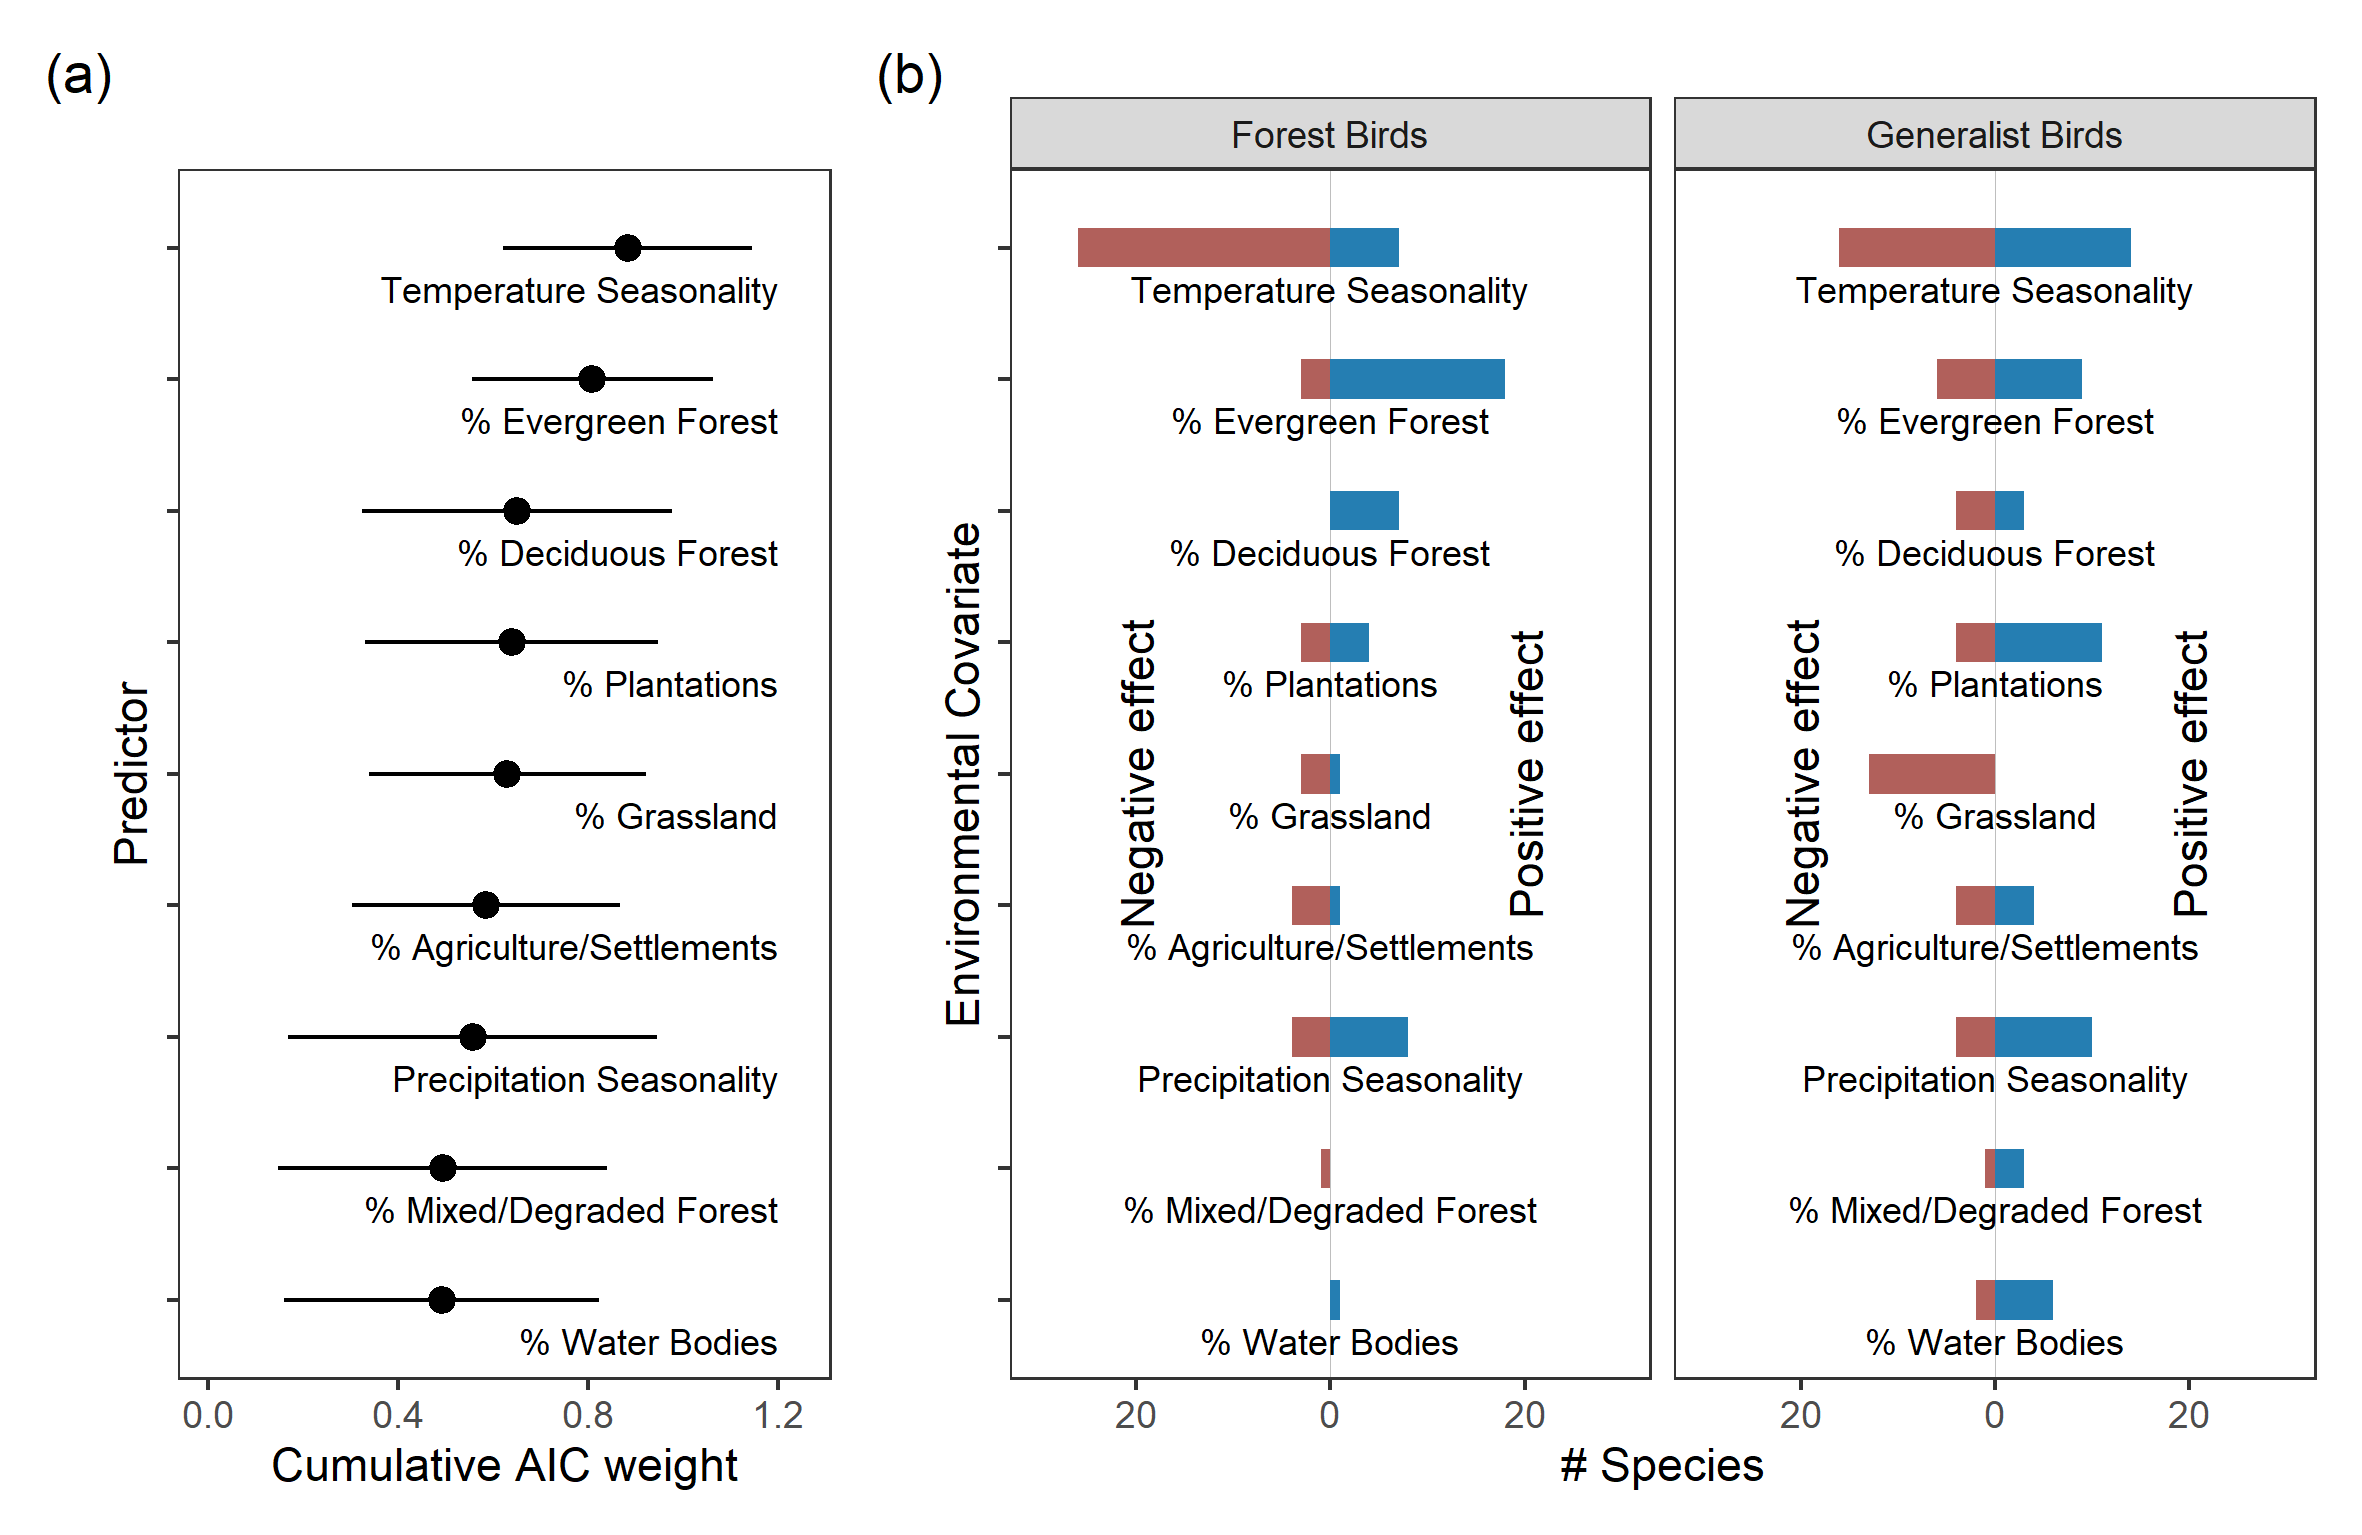 (a)
Predictor
Temperature Seasonality
% Evergreen Forest
% Deciduous Forest
% Plantations
% Grassland
% Agriculture/Settlements
Precipitation Seasonality
% Mixed/Degraded Forest
% Water Bodies
0.0 0.4 0.8 1.2
Cumulative AIC weight
(b)
Environmental Covariate
Forest Birds
Temperature Seasonality
% Evergreen Forest
% Deciduous Forest
% Plantations
% Grassland
% Agriculture/Settlements
Precipitation Seasonality
% Mixed/Degraded Forest
% Water Bodies
Negative effect
Positive effect
20 0 20
Generalist Birds
Temperature Seasonality
% Evergreen Forest
% Deciduous Forest
% Plantations
% Grassland
% Agriculture/Settlements
Precipitation Seasonality
% Mixed/Degraded Forest
% Water Bodies
Negative effect
Positive effect
20 0 20
# Species